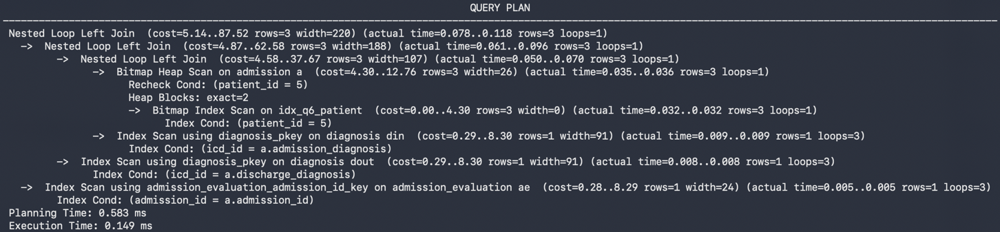 QUERY PLAN
Nested Loop Left Join  (cost=5.14..87.52 rows=3 width=220) (actual time=0.078..0.118 rows=3 loops=1)
  ->  Nested Loop Left Join  (cost=4.87..62.58 rows=3 width=188) (actual time=0.061..0.096 rows=3 loops=1)
        ->  Nested Loop Left Join  (cost=4.58..37.67 rows=3 width=107) (actual time=0.050..0.070 rows=3 loops=1)
              ->  Bitmap Heap Scan on admission a  (cost=4.30..12.76 rows=3 width=26) (actual time=0.035..0.036 rows=3 loops=1)
                    Recheck Cond: (patient_id = 5)
                    Heap Blocks: exact=2
                    ->  Bitmap Index Scan on idx_q6_patient  (cost=0.00..4.30 rows=3 width=0) (actual time=0.032..0.032 rows=3 loops=1)
                          Index Cond: (patient_id = 5)
              ->  Index Scan using diagnosis_pkey on diagnosis din  (cost=0.29..8.30 rows=1 width=91) (actual time=0.009..0.009 rows=1 loops=3)
                    Index Cond: (icd_id = a.admission_diagnosis)
        ->  Index Scan using diagnosis_pkey on diagnosis dout  (cost=0.29..8.30 rows=1 width=91) (actual time=0.008..0.008 rows=1 loops=3)
              Index Cond: (icd_id = a.discharge_diagnosis)
  ->  Index Scan using admission_evaluation_admission_id_key on admission_evaluation ae  (cost=0.28..8.29 rows=1 width=24) (actual time=0.005..0.005 rows=1 loops=3)
        Index Cond: (admission_id = a.admission_id)
Planning Time: 0.583 ms
Execution Time: 0.149 ms